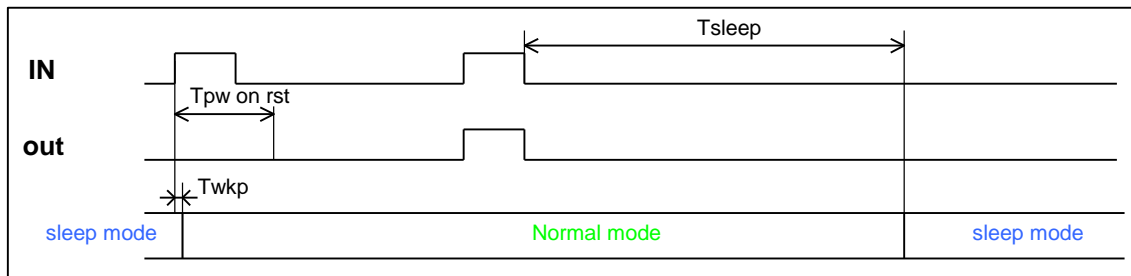 Tsleep
IN
Tpw on rst
out
Twkp
sleep mode
Normal mode
sleep mode